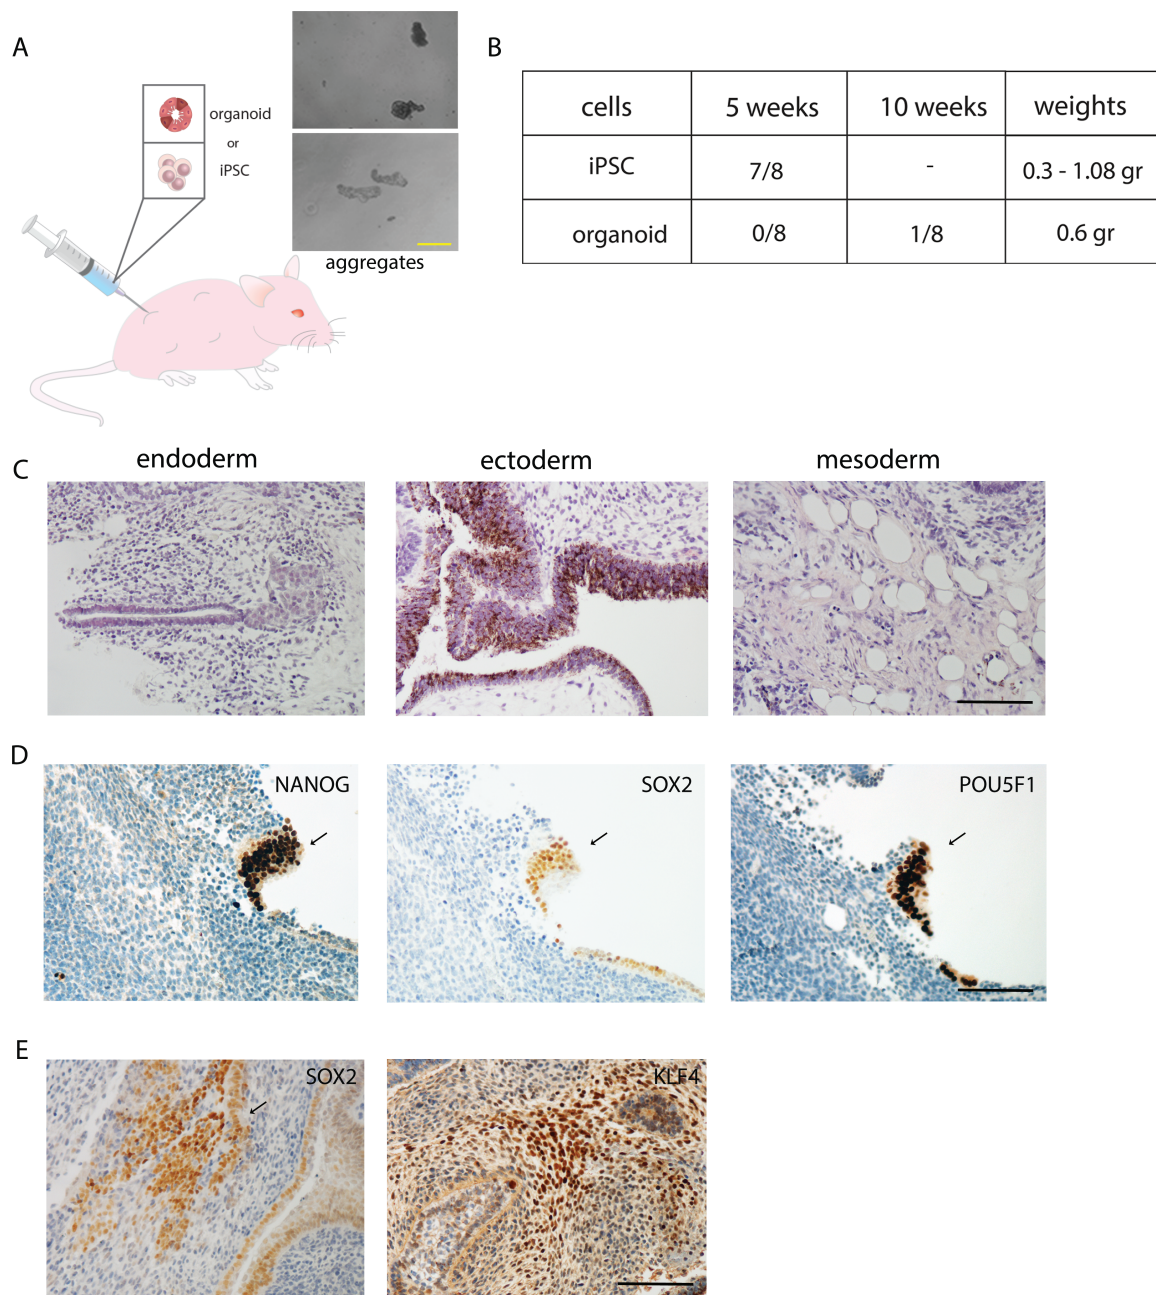 A
organoid
or
iPSC
aggregates
B
cells 5 weeks 10 weeks weights
iPSC 7/8 - 0.3 - 1.08 gr
organoid 0/8 1/8 0.6 gr
C
endoderm ectoderm mesoderm
D
NANOG SOX2 POU5F1
E
SOX2 KLF4